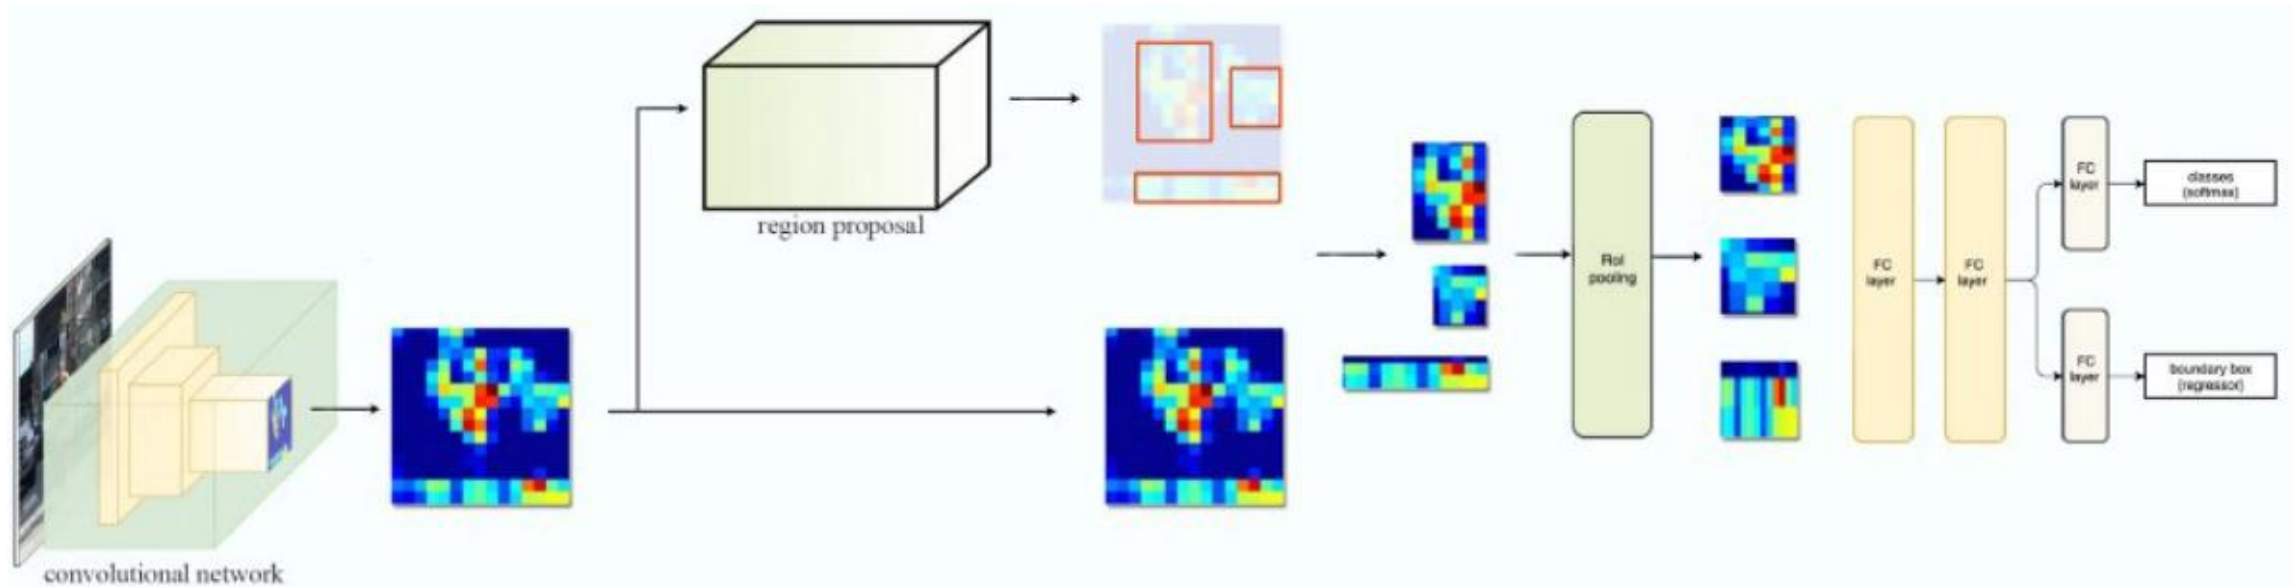 region proposal
convolutional network
RoI
pooling
FC
layer
FC
layer
FC
layer
classes
(softmax)
FC
layer
boundary box
(regressor)